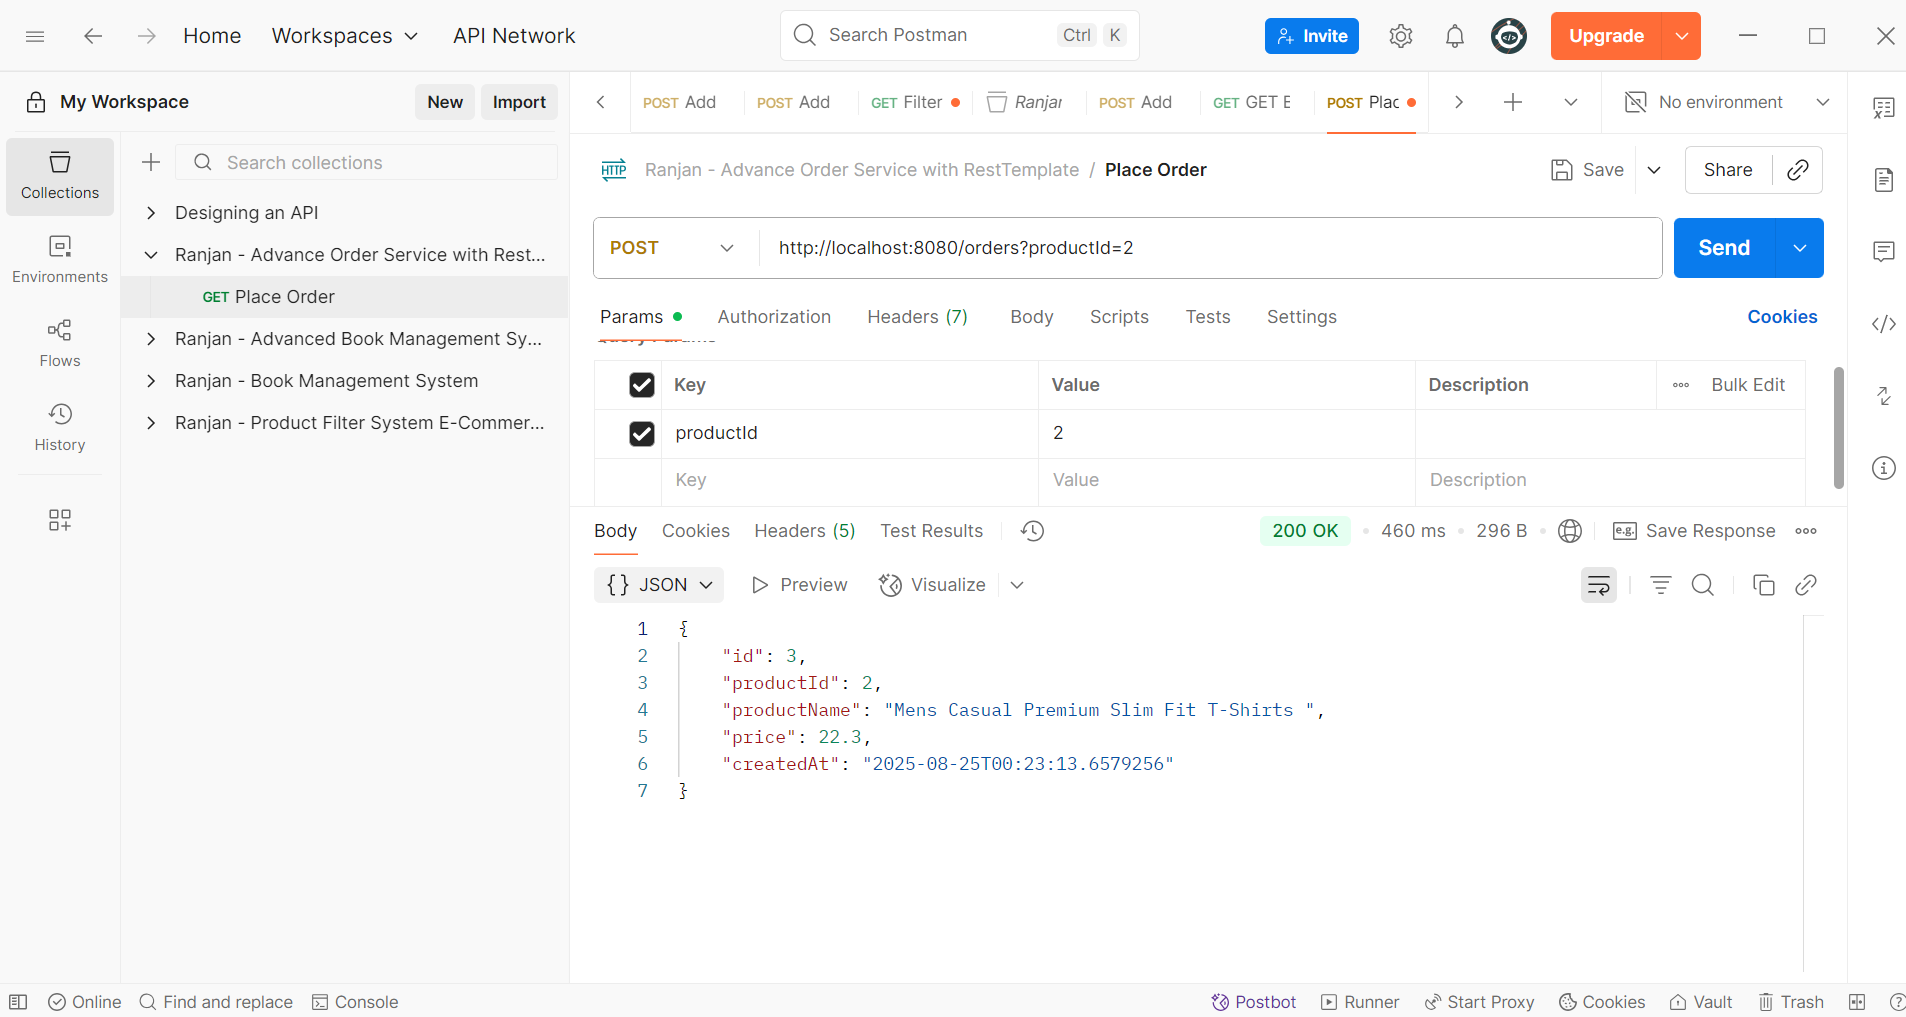 Home Workspaces API Network Search Postman Ctrl K Invite Upgrade
My Workspace New Import
POST Add POST Add GET Filter Ranjar POST Add GET GET E POST Plac No environment
Collections
Search collections
Designing an API
Ranjan - Advance Order Service with Rest...
GET Place Order
Ranjan - Advanced Book Management Sy...
Ranjan - Book Management System
Ranjan - Product Filter System E-Commer...
Environments
Flows
History
HTTP Ranjan - Advance Order Service with RestTemplate / Place Order Save Share
POST http://localhost:8080/orders?productId=2 Send
Params Authorization Headers (7) Body Scripts Tests Settings Cookies
Query Params
Key Value Description Bulk Edit
productId 2
Key Value Description
Body Cookies Headers (5) Test Results 200 OK 460 ms 296 B e.g. Save Response
{} JSON Preview Visualize
1 {
2 "id": 3,
3 "productId": 2,
4 "productName": "Mens Casual Premium Slim Fit T-Shirts ",
5 "price": 22.3,
6 "createdAt": "2025-08-25T00:23:13.6579256"
7 }
Online Find and replace Console Postbot Runner Start Proxy Cookies Vault Trash